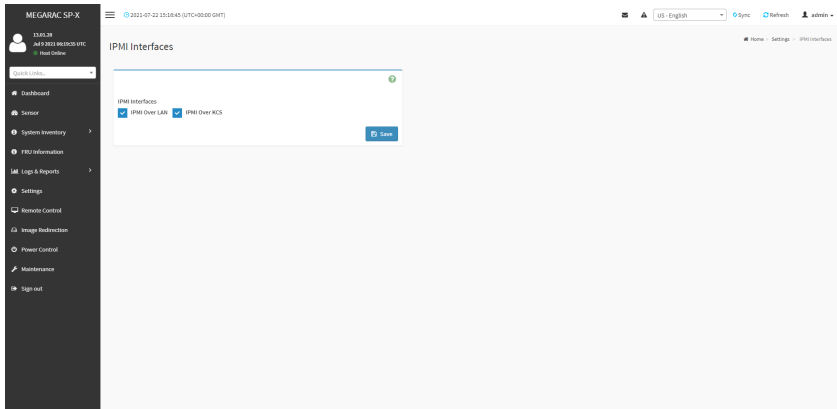 MEGARAC SP-X
2021-07-22 15:16:45 (UTC+00:00 GMT)
US - English
Sync
Refresh
admin
13.01.28
Jul 9 2021 06:19:35 UTC
Host Online
Quick Links...
Dashboard
Sensor
System Inventory
FRU Information
Logs & Reports
Settings
Remote Control
Image Redirection
Power Control
Maintenance
Sign out
IPMI Interfaces
Home > Settings > IPMI Interfaces
IPMI Interfaces
IPMI Over LAN IPMI Over KCS
Save